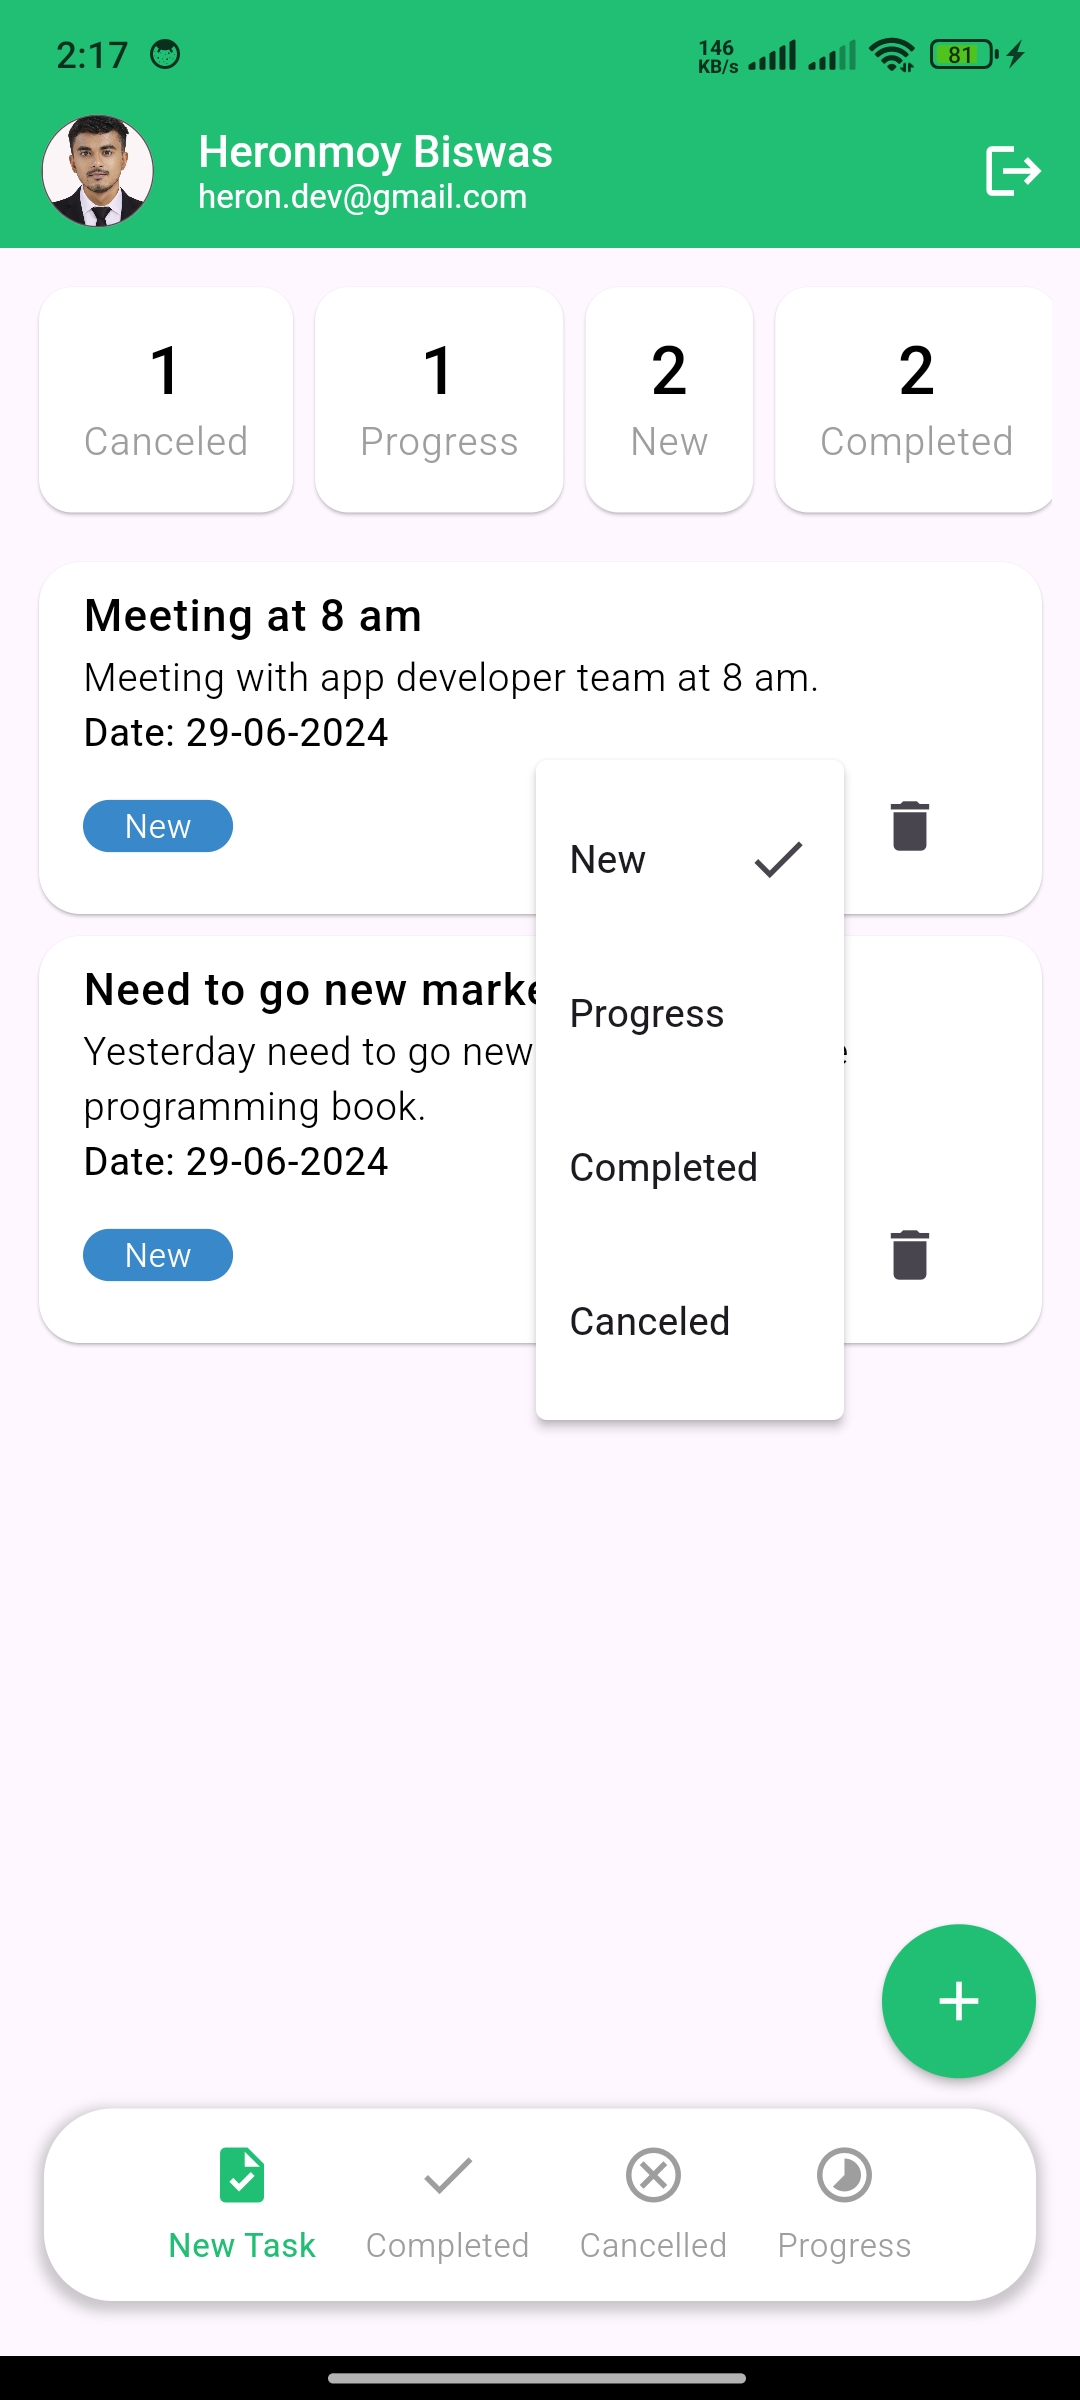 2:17
146
KB/s
81
Heronmoy Biswas
heron.dev@gmail.com
1
Canceled
1
Progress
2
New
2
Completed
Meeting at 8 am
Meeting with app developer team at 8 am.
Date: 29-06-2024
New
Need to go new marke
Yesterday need to go new
programming book.
Date: 29-06-2024
New
New
Progress
Completed
Canceled
New Task
Completed
Cancelled
Progress